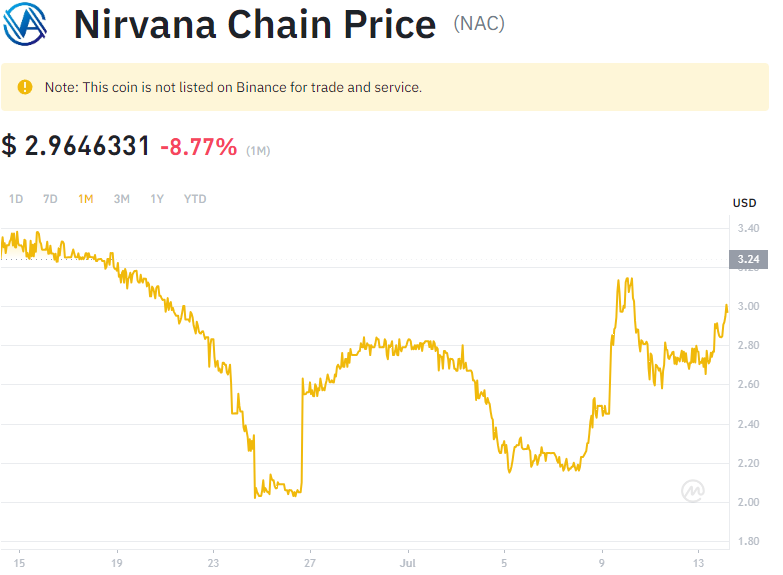 Nirvana Chain Price (NAC)
Note: This coin is not listed on Binance for trade and service.
$ 2.9646331 -8.77% (1M)
1D 7D 1M 3M 1Y YTD
USD
3.40
3.24
3.20
3.00
2.80
2.60
2.40
2.20
2.00
1.80
15 19 23 27 Jul 5 9 13